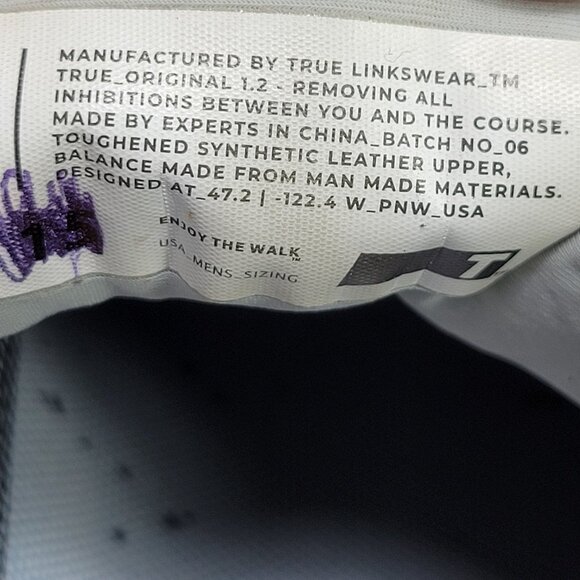 MANUFACTURED BY TRUE LINKSWEAR_TM
TRUE_ORIGINAL 1.2 - REMOVING ALL
INHIBITIONS BETWEEN YOU AND THE COURSE.
MADE BY EXPERTS IN CHINA_BATCH NO_06
TOUGHENED SYNTHETIC LEATHER UPPER,
BALANCE MADE FROM MAN MADE MATERIALS.
DESIGNED AT_47.2 | -122.4 W_PNW_USA
ENJOY THE WALK™
USA_MENS_SIZING
T